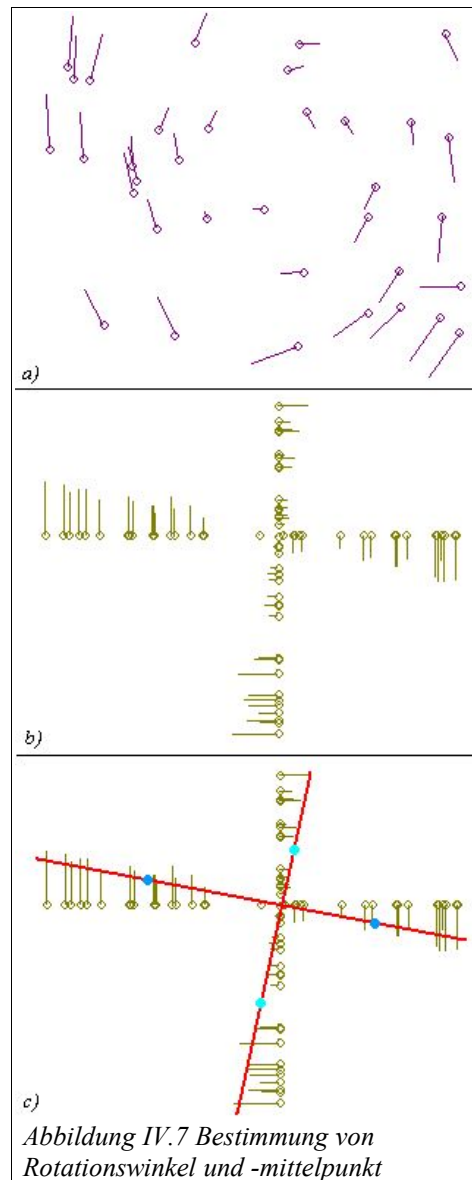 a)
b)
c)
Abbildung IV.7 Bestimmung von
Rotationswinkel und -mittelpunkt